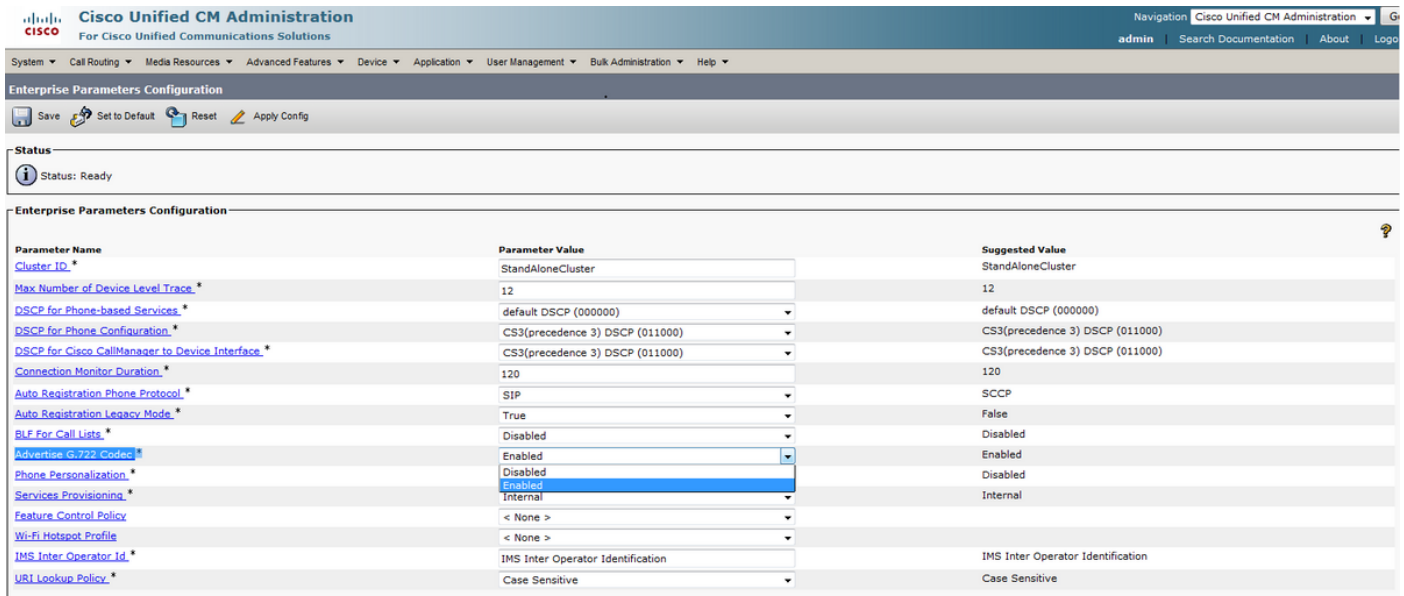 Cisco Unified CM Administration
Navigation Cisco Unified CM Administration
CISCO For Cisco Unified Communications Solutions
admin | Search Documentation | About |
System Call Routing Media Resources Advanced Features Device Application User Management Bulk Administration Help
Enterprise Parameters Configuration
Save Set to Default Reset Apply Config
Status
Status: Ready
Enterprise Parameters Configuration
Parameter Name Parameter Value Suggested Value
Cluster ID * StandAloneCluster StandAloneCluster
Max Number of Device Level Trace * 12 12
DSCP for Phone-based Services * default DSCP (000000) default DSCP (000000)
DSCP for Phone Configuration * CS3(precedence 3) DSCP (011000) CS3(precedence 3) DSCP (011000)
DSCP for Cisco CallManager to Device Interface * CS3(precedence 3) DSCP (011000) CS3(precedence 3) DSCP (011000)
Connection Monitor Duration * 120 120
Auto Registration Phone Protocol * SIP SCCP
Auto Registration Legacy Mode * True False
BLF For Call Lists * Disabled Disabled
Advertise G.722 Codec * Enabled Enabled
Disabled
Phone Personalization * Disabled
Enabled
Services Provisioning * Internal Internal
Feature Control Policy < None >
Wi-Fi Hotspot Profile < None >
IMS Inter Operator Id * IMS Inter Operator Identification IMS Inter Operator Identification
URI Lookup Policy * Case Sensitive Case Sensitive